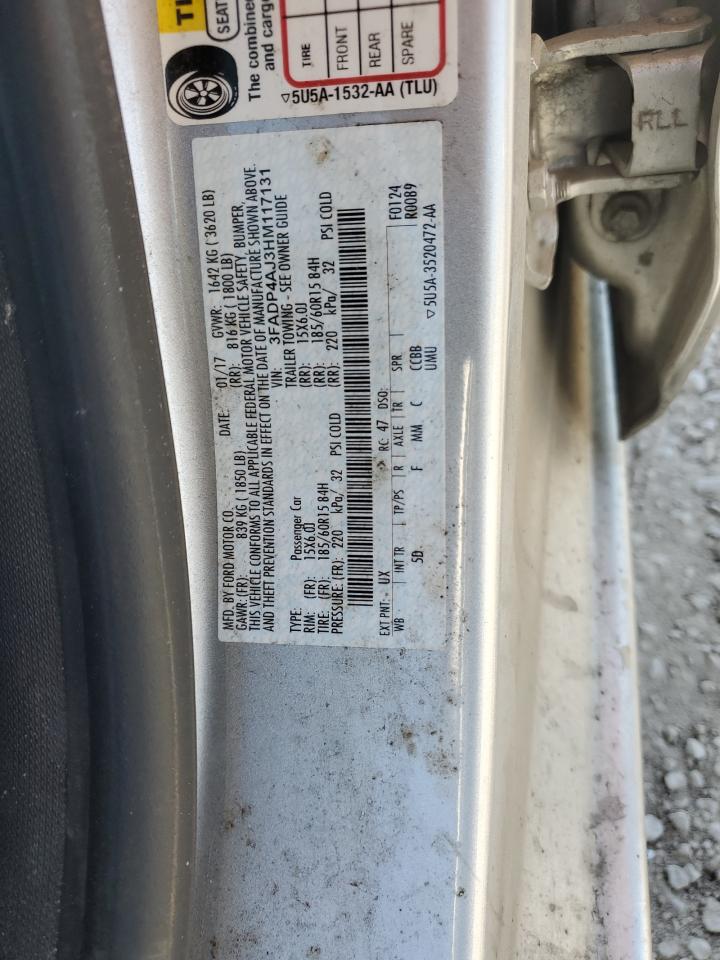 TI
SEAT
The combine
and carg
TIRE
FRONT
REAR
SPARE
▽5U5A-1532-AA (TLU)
MFD. BY FORD MOTOR CO.
DATE: 01/17 GVWR: 1642 KG (3620 LB)
GAWR: (FR): 839 KG (1850 LB) (RR): 816 KG (1800 LB)
THIS VEHICLE CONFORMS TO ALL APPLICABLE FEDERAL MOTOR VEHICLE SAFETY, BUMPER,
AND THEFT PREVENTION STANDARDS IN EFFECT ON THE DATE OF MANUFACTURE SHOWN ABOVE.
VIN: 3FADP4AJ3HM117131
TYPE: Passenger Car TRAILER TOWING - SEE OWNER GUIDE
RIM: (FR): 15X6.0J (RR): 15X6.0J
TIRE: (FR): 185/60R15 84H (RR): 185/60R15 84H
PRESSURE: (FR): 220 kPa/ 32 PSI COLD (RR): 220 kPa/ 32 PSI COLD
EXT PNT: UX RC: 47 DSO: F0124
WB INT TR TP/PS R AXLE TR SPR R0089
5D F MM C CCBB
UMU
▽5U5A-3520472-AA
RLL